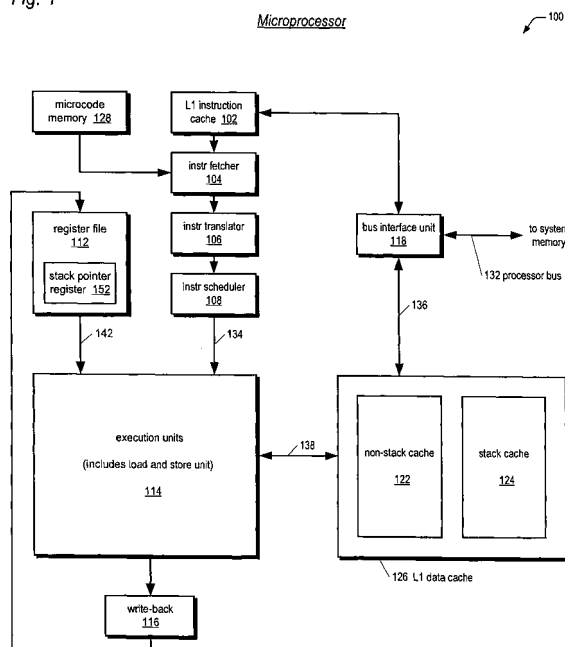 Fig. 1
Microprocessor
100
microcode
memory 128
L1 instruction
cache 102
instr fetcher
104
register file
112
instr translator
106
bus interface unit
118
to system
memory
132 processor bus
stack pointer
register 152
instr scheduler
108
136
142
134
execution units
(includes load and store unit)
114
138
non-stack cache
122
stack cache
124
126 L1 data cache
write-back
116